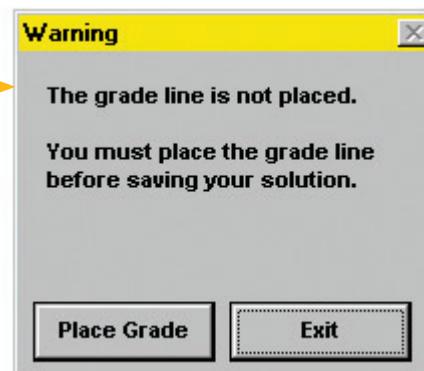 Warning
The grade line is not placed.
You must place the grade line
before saving your solution.
Place Grade
Exit